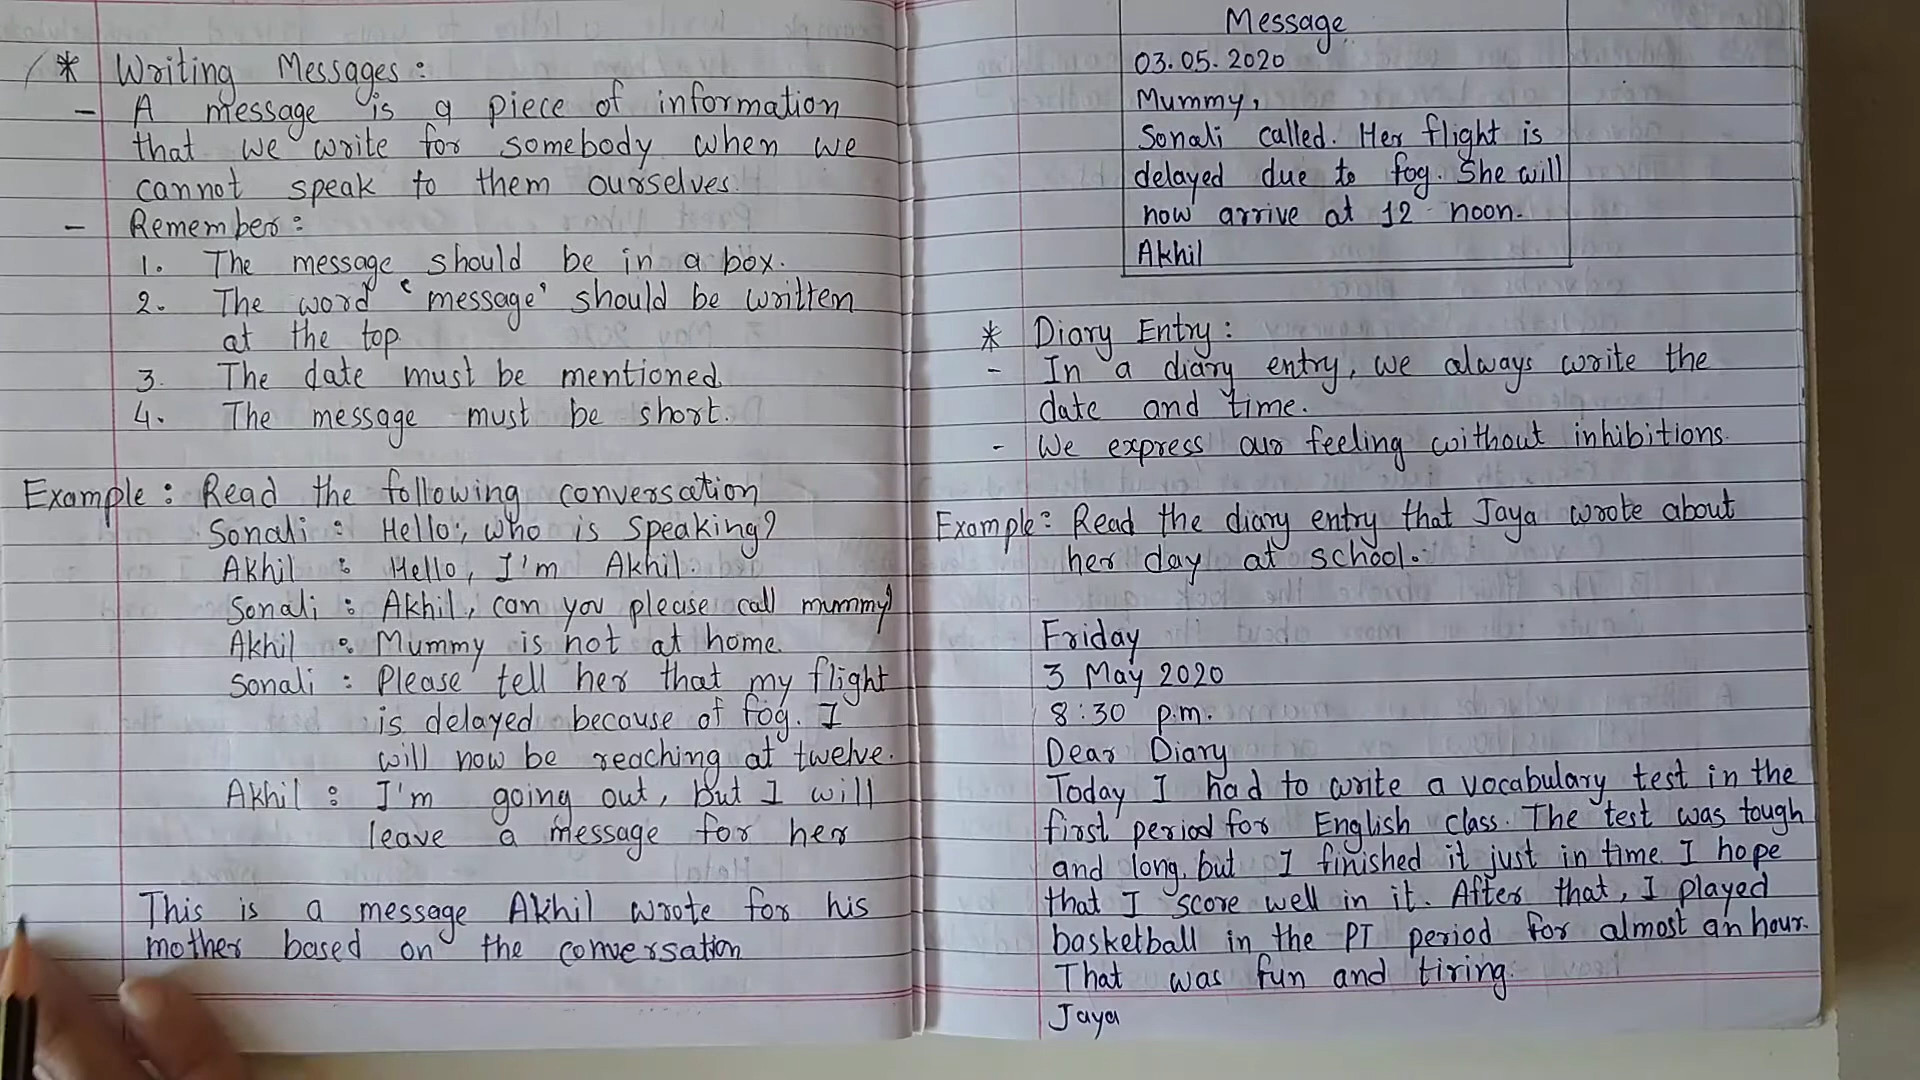 * Writing Messages:
- A message is a piece of information
that we write for somebody when we
cannot speak to them ourselves.
- Remember:
1. The message should be in a box.
2. The word 'message' should be written
at the top.
3. The date must be mentioned.
4. The message must be short.
Example: Read the following conversation
Sonali: Hello, who is speaking?
Akhil: Hello, I'm Akhil.
Sonali: Akhil, can you please call mummy?
Akhil: Mummy is not at home.
Sonali: Please tell her that my flight
is delayed because of fog. I
will now be reaching at twelve.
Akhil: I'm going out, but I will
leave a message for her
This is a message Akhil wrote for his
mother based on the conversation
Message
03.05.2020
Mummy,
Sonali called. Her flight is
delayed due to fog. She will
now arrive at 12 noon.
Akhil
* Diary Entry:
- In a diary entry, we always write the
date and time.
- We express our feeling without inhibitions.
Example: Read the diary entry that Jaya wrote about
her day at school.
Friday
3 May 2020
8:30 p.m.
Dear Diary
Today I had to write a vocabulary test in the
first period for English class. The test was tough
and long, but I finished it just in time. I hope
that I score well in it. After that, I played
basketball in the PT period for almost an hour.
That was fun and tiring.
Jaya